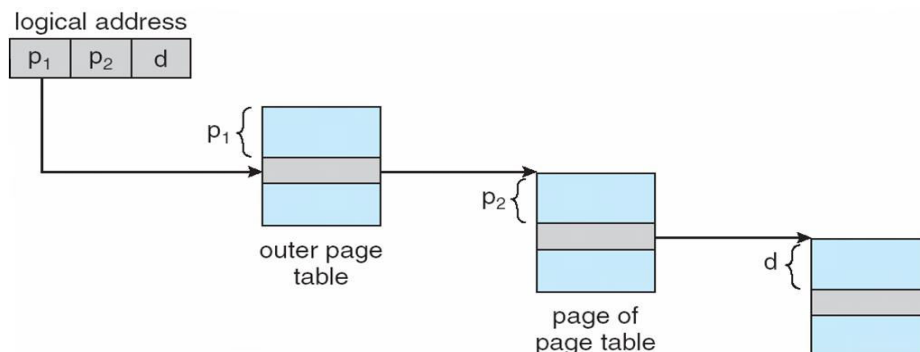 logical address
p₁ p₂ d
p₁
outer page
table
p₂
page of
page table
d